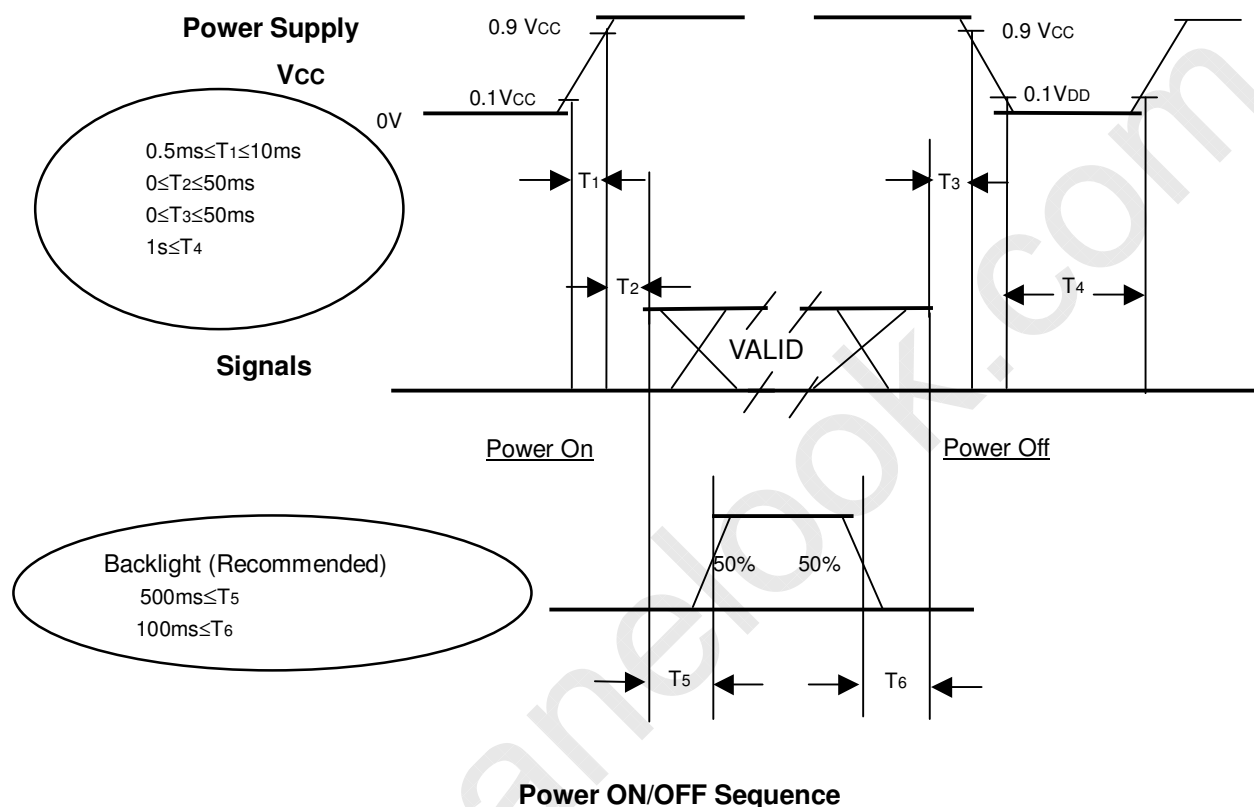 Power Supply
VCC
0.9 VCC
0.1VCC
0V
0.9 VCC
0.1VDD
0.5ms≤T1≤10ms
0≤T2≤50ms
0≤T3≤50ms
1s≤T4
T1
T2
T3
T4
VALID
Signals
Power On
Power Off
Backlight (Recommended)
500ms≤T5
100ms≤T6
50%
50%
T5
T6
Power ON/OFF Sequence
anelook.com